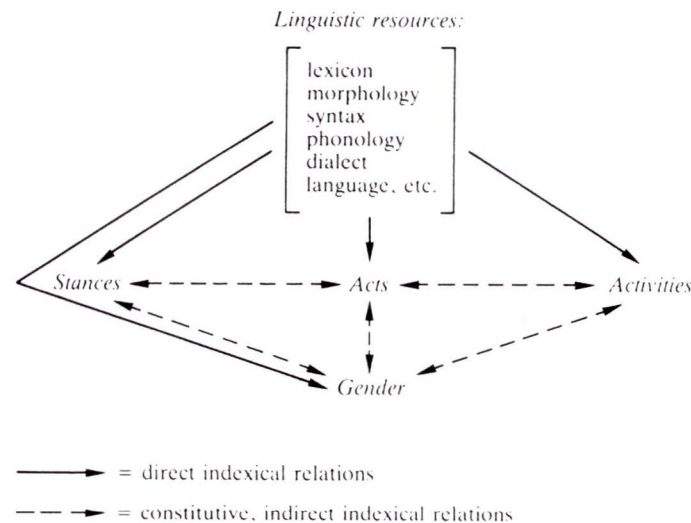 Linguistic resources:
lexicon
morphology
syntax
phonology
dialect
language, etc.
Stances
Acts
Activities
Gender
= direct indexical relations
= constitutive, indirect indexical relations